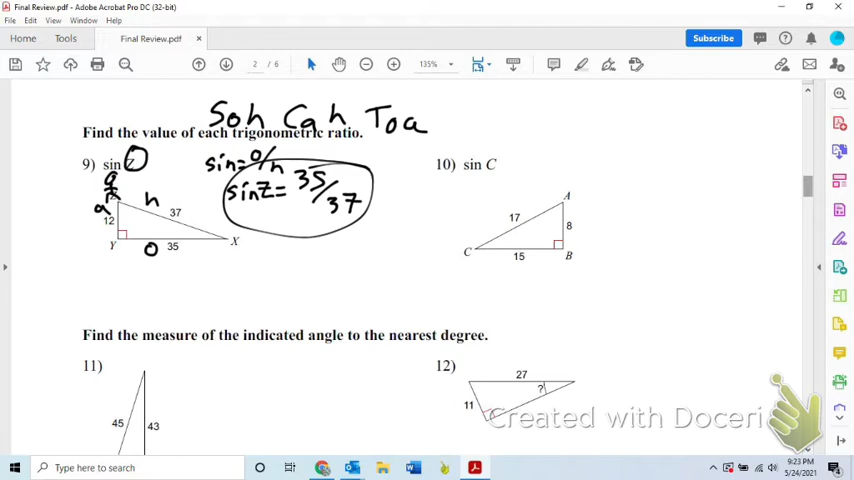 Final Review.pdf - Adobe Acrobat Pro DC (32-bit)
File Edit View Window Help
Home Tools Final Review.pdf × Subscribe
2 / 6 135%
Soh Cah Toa
Find the value of each trigonometric ratio.
9) sin Z
sin=o/h
sinZ= 35/37
a
h
12
37
Y
35
X
o
10) sin C
A
17
8
C
15
B
Find the measure of the indicated angle to the nearest degree.
11)
45
43
12)
27
?
11
Created with Doceri
Type here to search
9:23 PM
5/24/2021
4